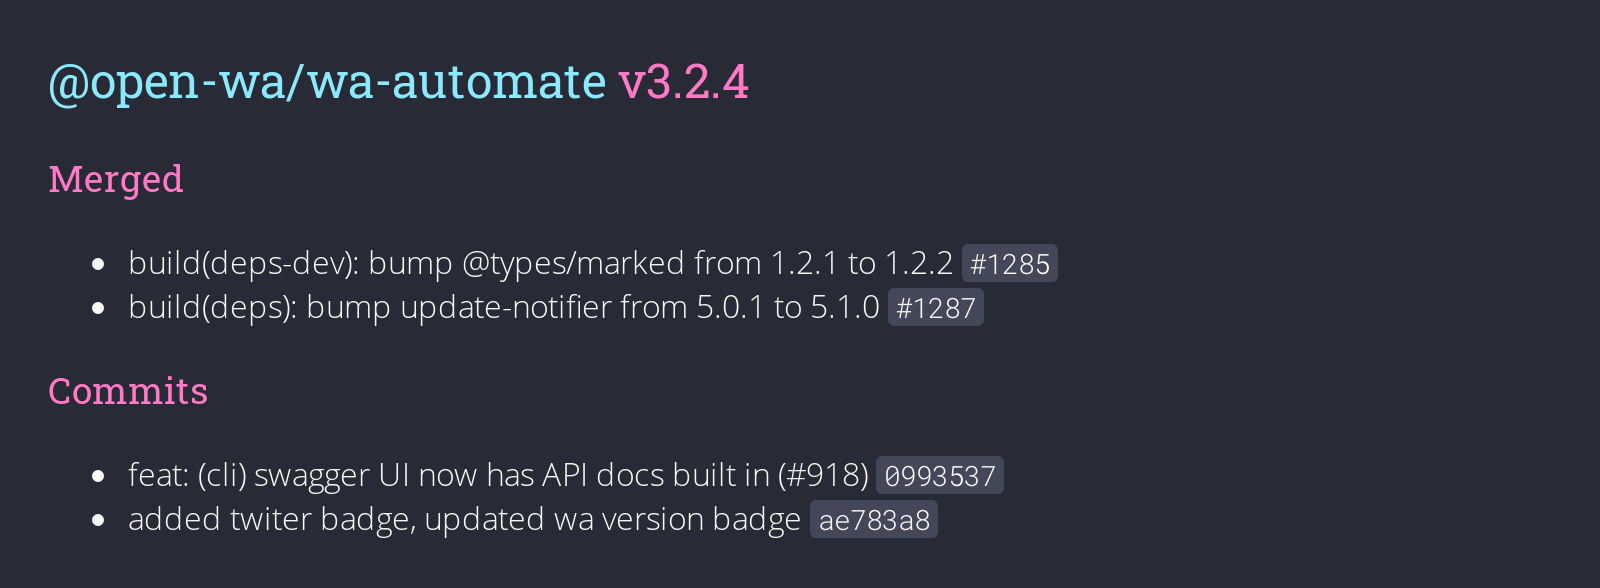 @open-wa/wa-automate v3.2.4
Merged
build(deps-dev): bump @types/marked from 1.2.1 to 1.2.2 #1285
build(deps): bump update-notifier from 5.0.1 to 5.1.0 #1287
Commits
feat: (cli) swagger UI now has API docs built in (#918) 0993537
added twiter badge, updated wa version badge ae783a8